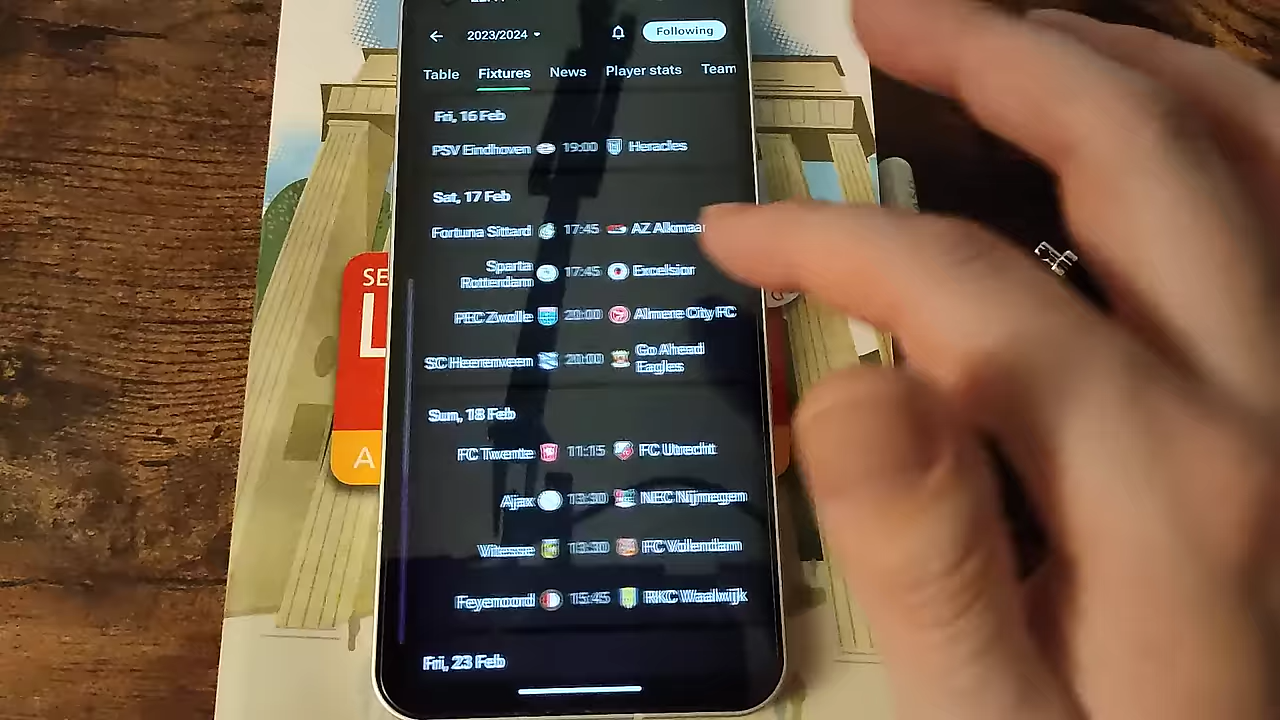 2023/2024
Following
Table Fixtures News Player stats Team
Fri, 16 Feb
PSV Eindhoven 19:00 Heracles
Sat, 17 Feb
Fortuna Sittard 17:45 AZ Alkmaar
Sparta Rotterdam 17:45 Excelsior
PEC Zwolle 20:00 Almere City FC
SC Heerenveen 20:00 Go Ahead Eagles
Sun, 18 Feb
FC Twente 11:15 FC Utrecht
Ajax 13:30 NEC Nijmegen
Vitesse 13:30 FC Volendam
Feyenoord 15:45 RKC Waalwijk
Fri, 23 Feb
SE
L
A